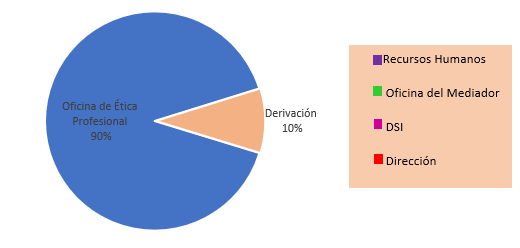 Oficina de Ética
Profesional
90%
Derivación
10%
Recursos Humanos
Oficina del Mediador
DSI
Dirección